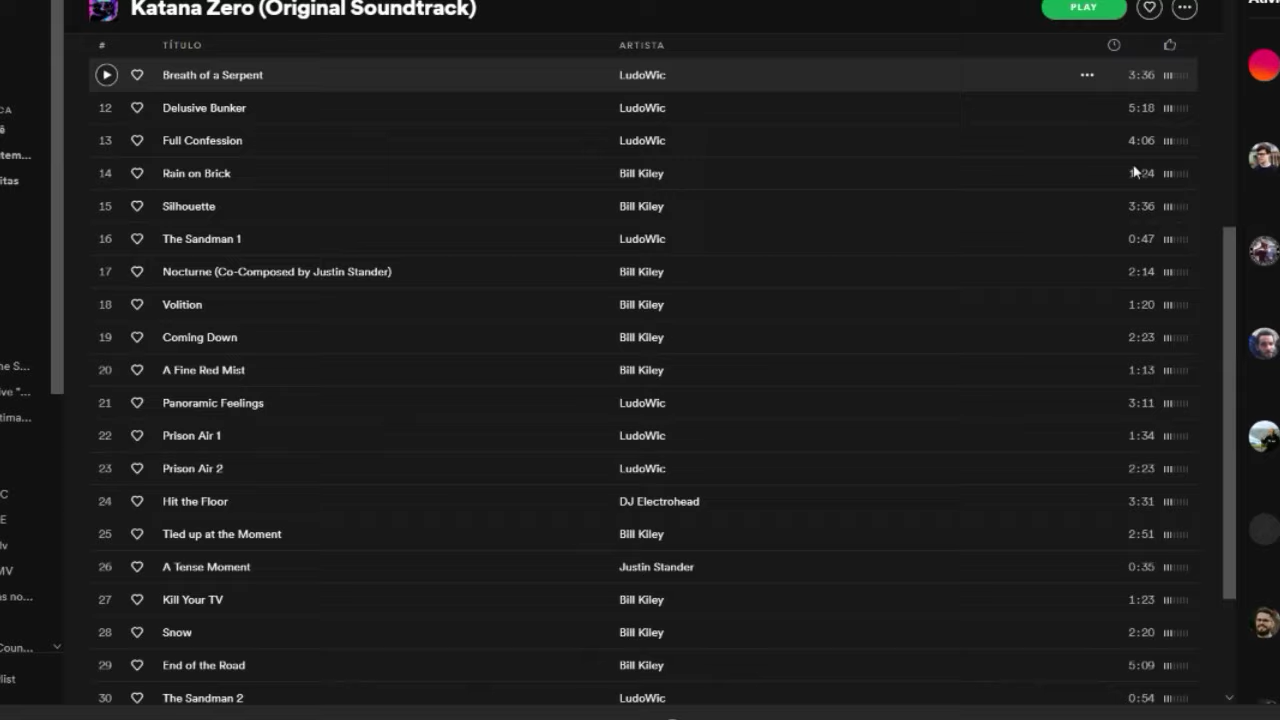 Katana Zero (Original Soundtrack) PLAY
# TÍTULO ARTISTA
Breath of a Serpent LudoWic 3:36
12 Delusive Bunker LudoWic 5:18
13 Full Confession LudoWic 4:06
14 Rain on Brick Bill Kiley :24
15 Silhouette Bill Kiley 3:36
16 The Sandman 1 LudoWic 0:47
17 Nocturne (Co-Composed by Justin Stander) Bill Kiley 2:14
18 Volition Bill Kiley 1:20
19 Coming Down Bill Kiley 2:23
20 A Fine Red Mist Bill Kiley 1:13
21 Panoramic Feelings LudoWic 3:11
22 Prison Air 1 LudoWic 1:34
23 Prison Air 2 LudoWic 2:23
24 Hit the Floor DJ Electrohead 3:31
25 Tied up at the Moment Bill Kiley 2:51
26 A Tense Moment Justin Stander 0:35
27 Kill Your TV Bill Kiley 1:23
28 Snow Bill Kiley 2:20
29 End of the Road Bill Kiley 5:09
30 The Sandman 2 LudoWic 0:54